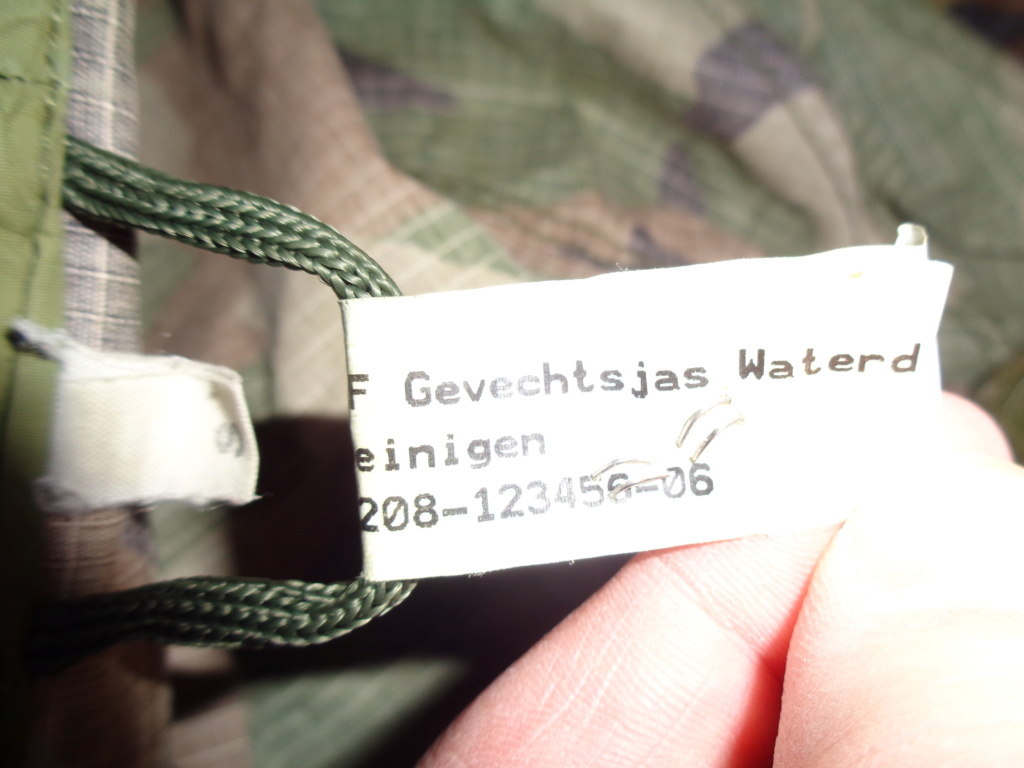 F Gevechtsjas Waterd
einigen
208-123456-06